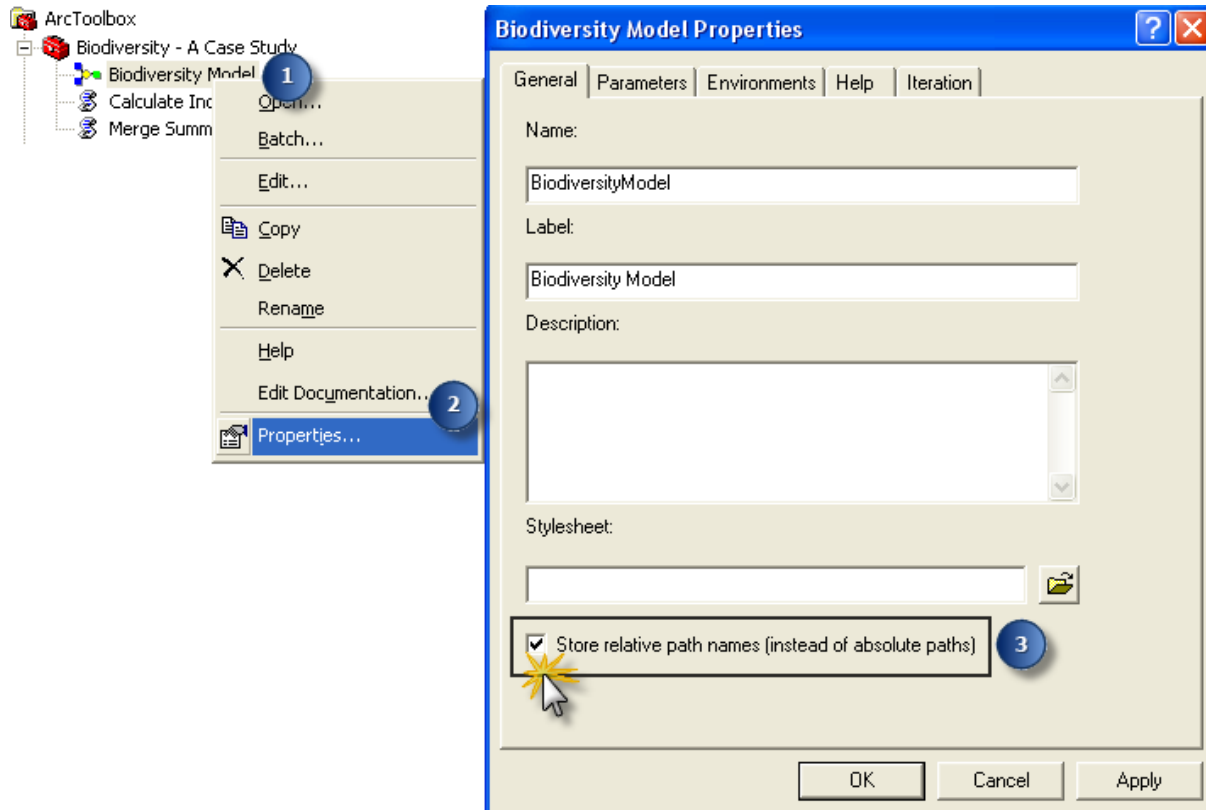 ArcToolbox
Biodiversity - A Case Study
Biodiversity Model
1
Calculate Inc
Merge Summ
Open...
Batch...
Edit...
Copy
Delete
Rename
Help
Edit Documentation..
2
Properties...
Biodiversity Model Properties
General Parameters Environments Help Iteration
Name:
BiodiversityModel
Label:
Biodiversity Model
Description:
Stylesheet:
Store relative path names (instead of absolute paths)
3
OK Cancel Apply